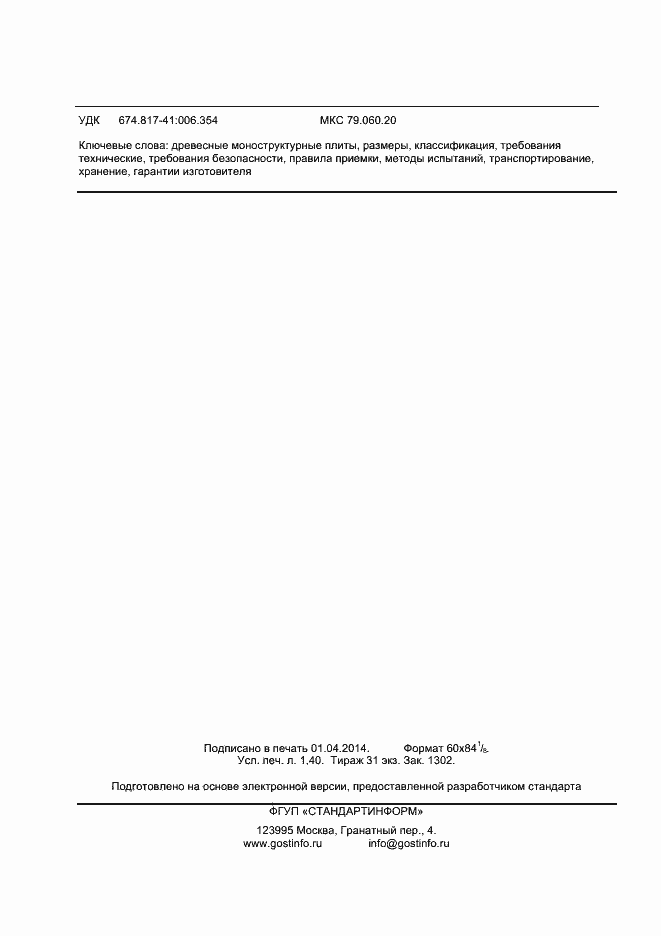 УДК 674.817-41:006.354 МКС 79.060.20
Ключевые слова: древесные моноструктурные плиты, размеры, классификация, требования
технические, требования безопасности, правила приемки, методы испытаний, транспортирование,
хранение, гарантии изготовителя
Подписано в печать 01.04.2014. Формат 60х84 1/8.
Усл. печ. л. 1,40. Тираж 31 экз. Зак. 1302.
Подготовлено на основе электронной версии, предоставленной разработчиком стандарта
ФГУП «СТАНДАРТИНФОРМ»
123995 Москва, Гранатный пер., 4.
www.gostinfo.ru info@gostinfo.ru